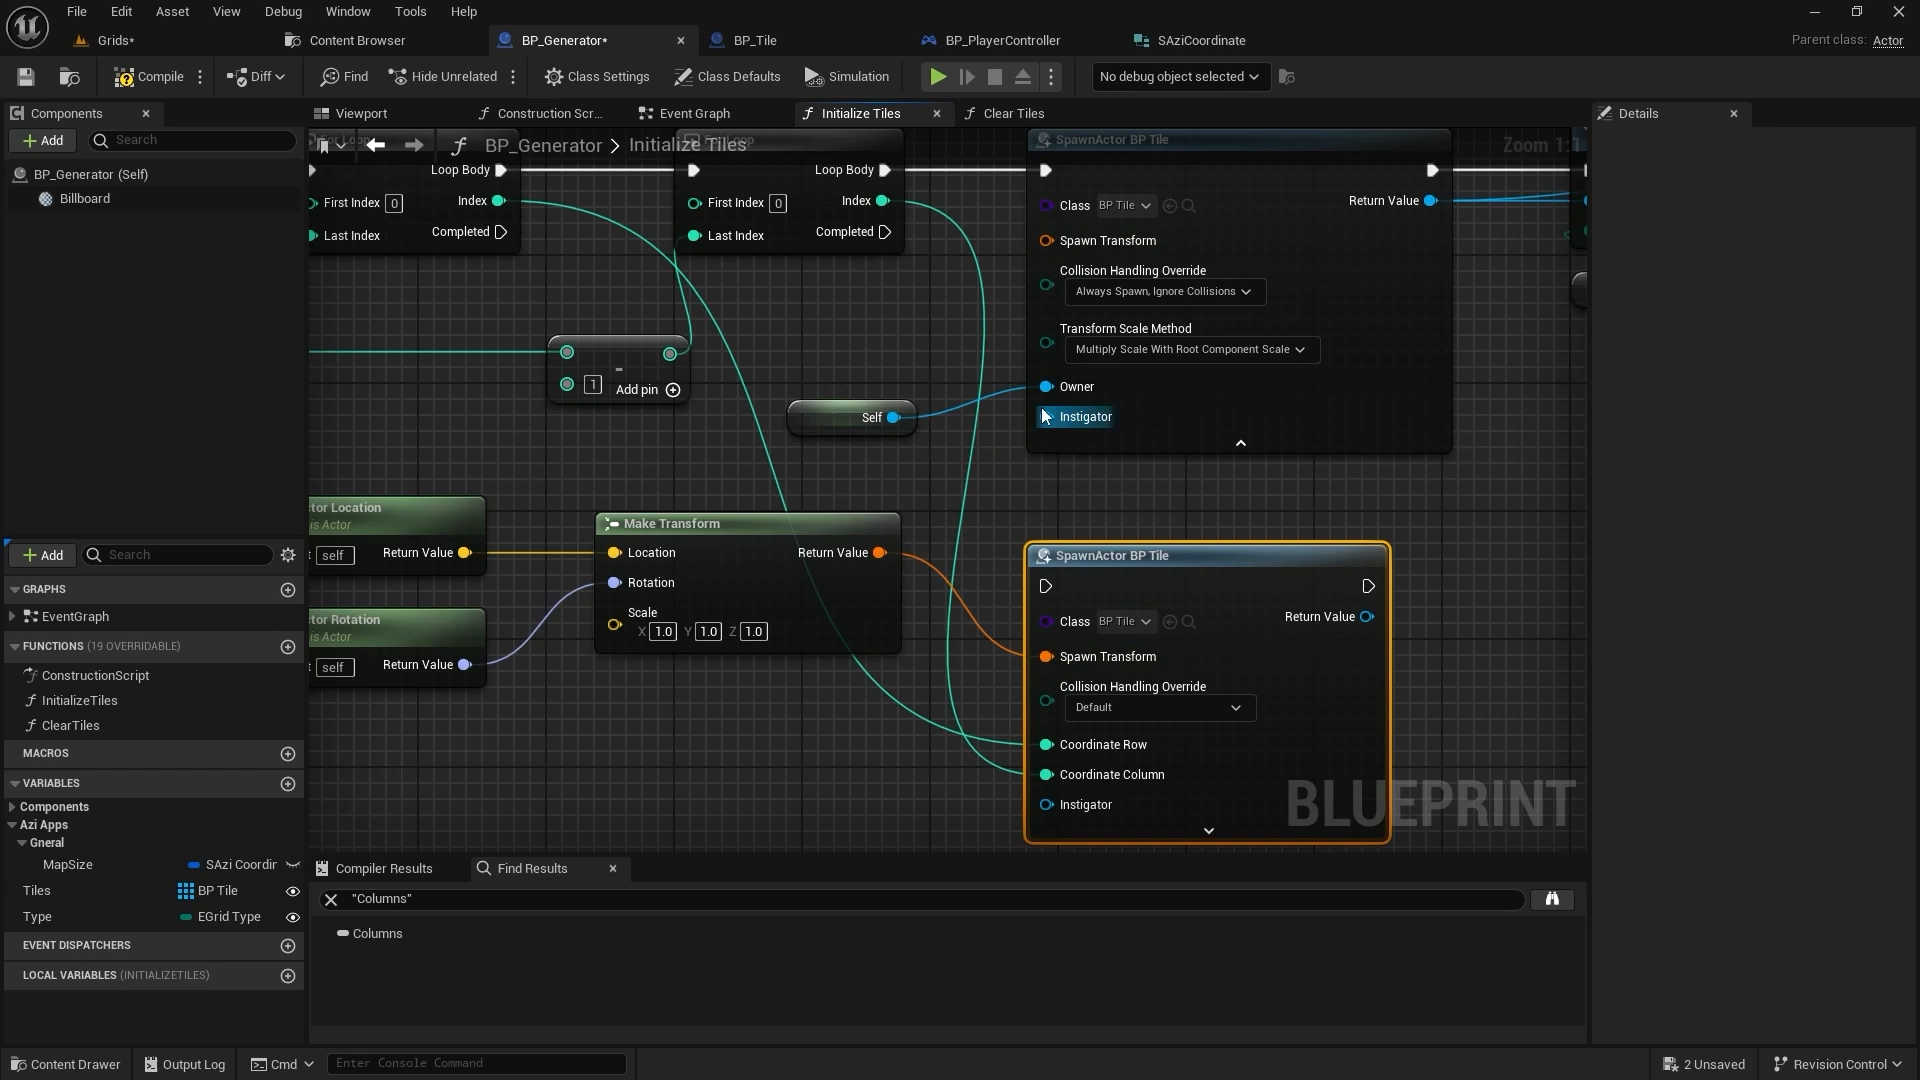 File Edit Asset View Debug Window Tools Help
Grids* Content Browser BP_Generator* BP_Tile BP_PlayerController SAziCoordinate Parent class: Actor
Compile Diff Find Hide Unrelated Class Settings Class Defaults Simulation No debug object selected
Components Viewport Construction Scr... Event Graph Initialize Tiles Clear Tiles Details
Add Search
BP_Generator (Self)
Billboard
BP_Generator > Initialize Tiles
Zoom 1:1
Loop Body
First Index 0 Index
Last Index Completed
Loop Body
First Index 0 Index
Last Index Completed
SpawnActor BP Tile
Class BP Tile Return Value
Spawn Transform
Collision Handling Override
Always Spawn, Ignore Collisions
Transform Scale Method
Multiply Scale With Root Component Scale
Owner
Instigator
-
1 Add pin
Self
tor Location
is Actor
self Return Value
tor Rotation
is Actor
self Return Value
Make Transform
Location Return Value
Rotation
Scale
X 1.0 Y 1.0 Z 1.0
SpawnActor BP Tile
Class BP Tile Return Value
Spawn Transform
Collision Handling Override
Default
Coordinate Row
Coordinate Column
Instigator
BLUEPRINT
Add Search
GRAPHS
EventGraph
FUNCTIONS (19 OVERRIDABLE)
ConstructionScript
InitializeTiles
ClearTiles
MACROS
VARIABLES
Components
Azi Apps
Gneral
MapSize SAzi Coordir
Tiles BP Tile
Type EGrid Type
EVENT DISPATCHERS
LOCAL VARIABLES (INITIALIZETILES)
Compiler Results Find Results
"Columns"
Columns
Content Drawer Output Log Cmd Enter Console Command 2 Unsaved Revision Control